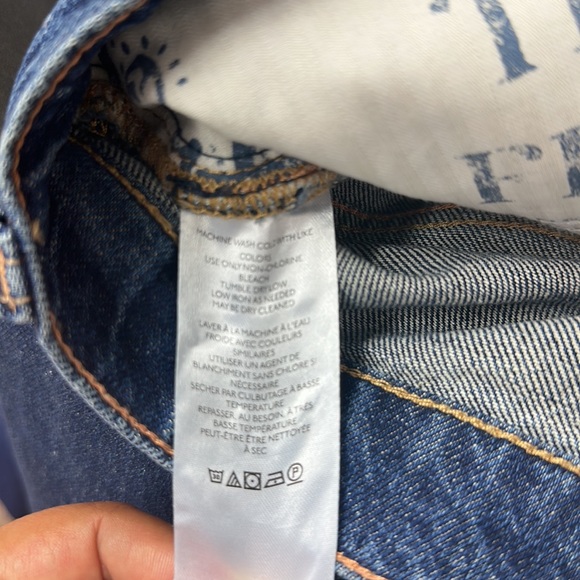 T
FR
MACHINE WASH COLD WITH LIKE
COLORS
USE ONLY NON-CHLORINE
BLEACH
TUMBLE DRY LOW
LOW IRON AS NEEDED
MAY BE DRY CLEANED
LAVER À LA MACHINE À L'EAU
FROIDE AVEC COULEURS
SIMILAIRES
UTILISER UN AGENT DE
BLANCHIMENT SANS CHLORE SI
NÉCESSAIRE
SÉCHER PAR CULBUTAGE À BASSE
TEMPÉRATURE
REPASSER, AU BESOIN, À TRÈS
BASSE TEMPÉRATURE
PEUT-ÊTRE ÊTRE NETTOYÉE
À SEC
30
P